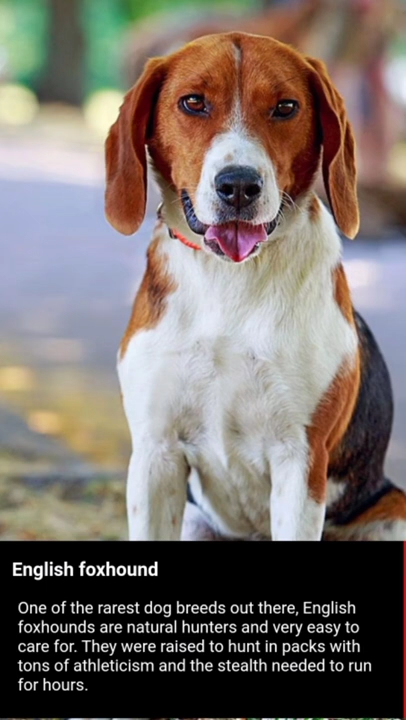 English foxhound
One of the rarest dog breeds out there, English
foxhounds are natural hunters and very easy to
care for. They were raised to hunt in packs with
tons of athleticism and the stealth needed to run
for hours.